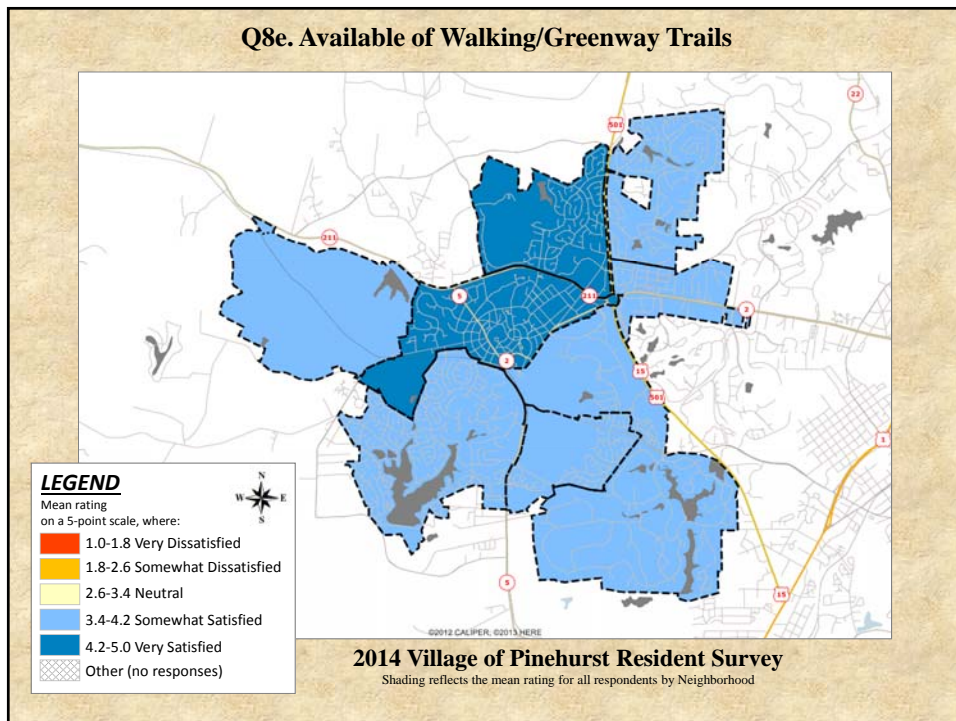 Q8e. Available of Walking/Greenway Trails
22
501
211
5
211
2
2
15
501
1
5
15
©2012 CALIPER, ©2013 HERE
LEGEND
Mean rating
on a 5-point scale, where:
N
W E
S
1.0-1.8 Very Dissatisfied
1.8-2.6 Somewhat Dissatisfied
2.6-3.4 Neutral
3.4-4.2 Somewhat Satisfied
4.2-5.0 Very Satisfied
Other (no responses)
2014 Village of Pinehurst Resident Survey
Shading reflects the mean rating for all respondents by Neighborhood